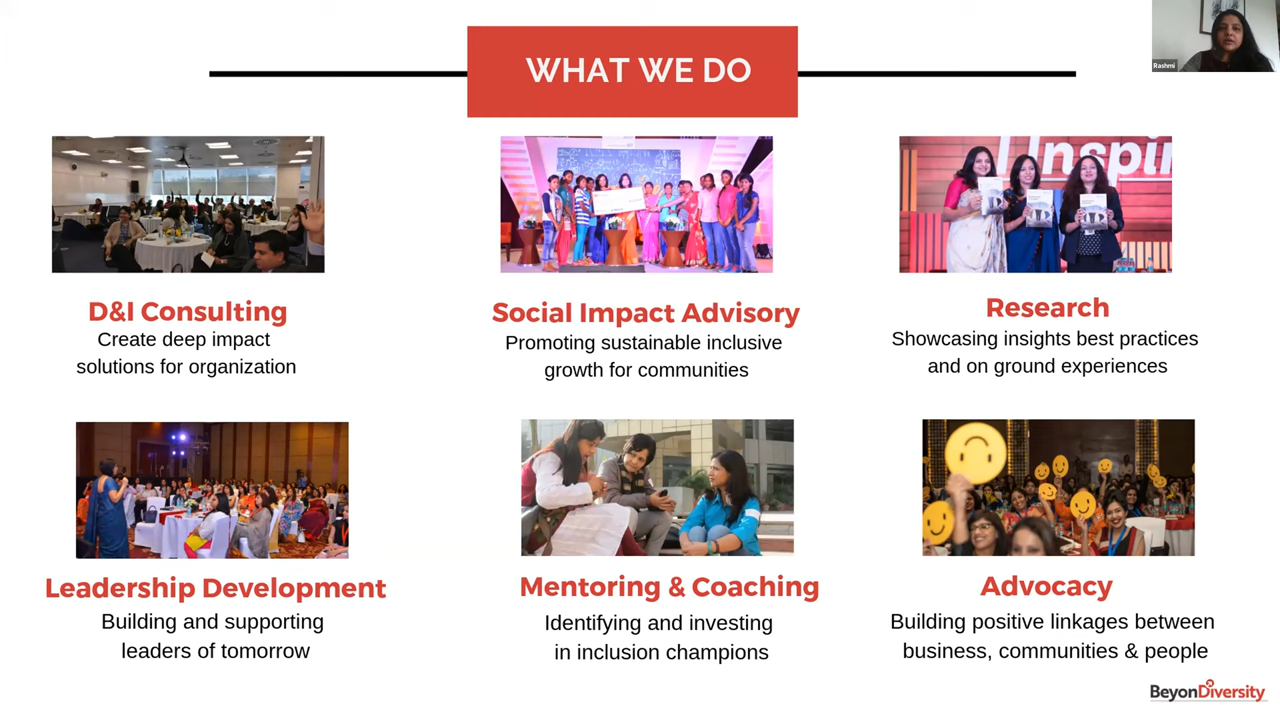 WHAT WE DO
Rashmi
Inspi
D&I Consulting
Create deep impact
solutions for organization
Social Impact Advisory
Promoting sustainable inclusive
growth for communities
Research
Showcasing insights best practices
and on ground experiences
Leadership Development
Building and supporting
leaders of tomorrow
Mentoring & Coaching
Identifying and investing
in inclusion champions
Advocacy
Building positive linkages between
business, communities & people
BeyonDiversity